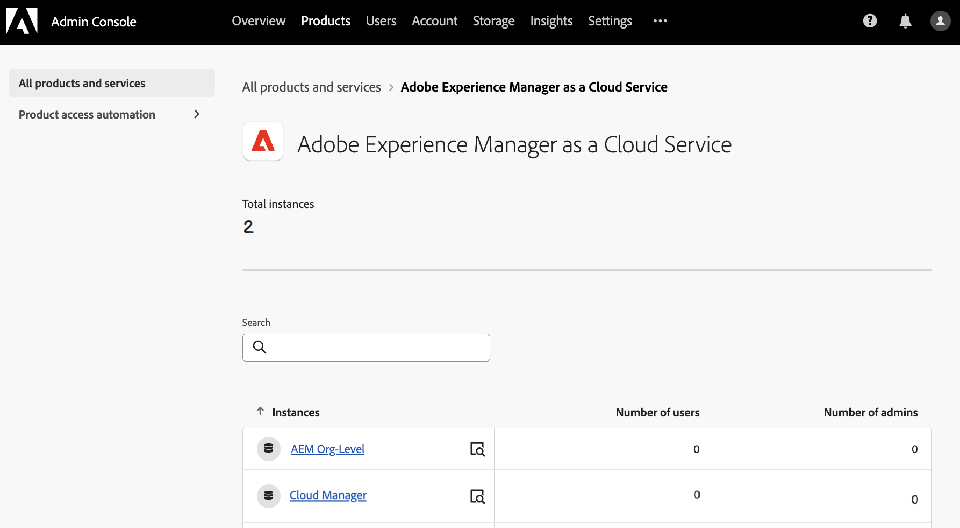 Admin Console Overview Products Users Account Storage Insights Settings
All products and services
Product access automation
All products and services > Adobe Experience Manager as a Cloud Service
Adobe Experience Manager as a Cloud Service
Total instances
2
Search
Instances Number of users Number of admins
AEM Org-Level 0 0
Cloud Manager 0 0